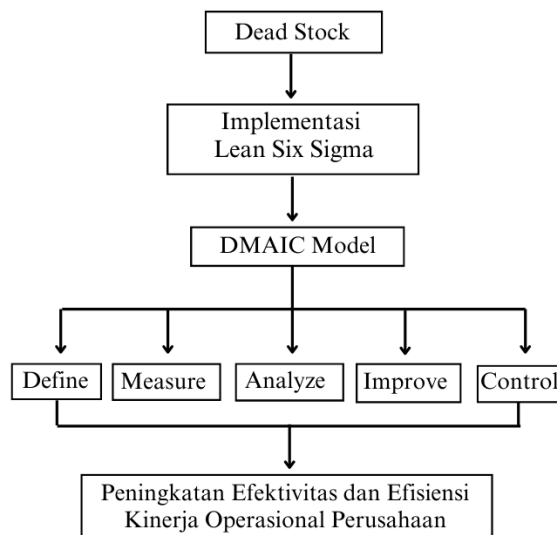 Dead Stock
Implementasi
Lean Six Sigma
DMAIC Model
Define
Measure
Analyze
Improve
Control
Peningkatan Efektivitas dan Efisiensi
Kinerja Operasional Perusahaan